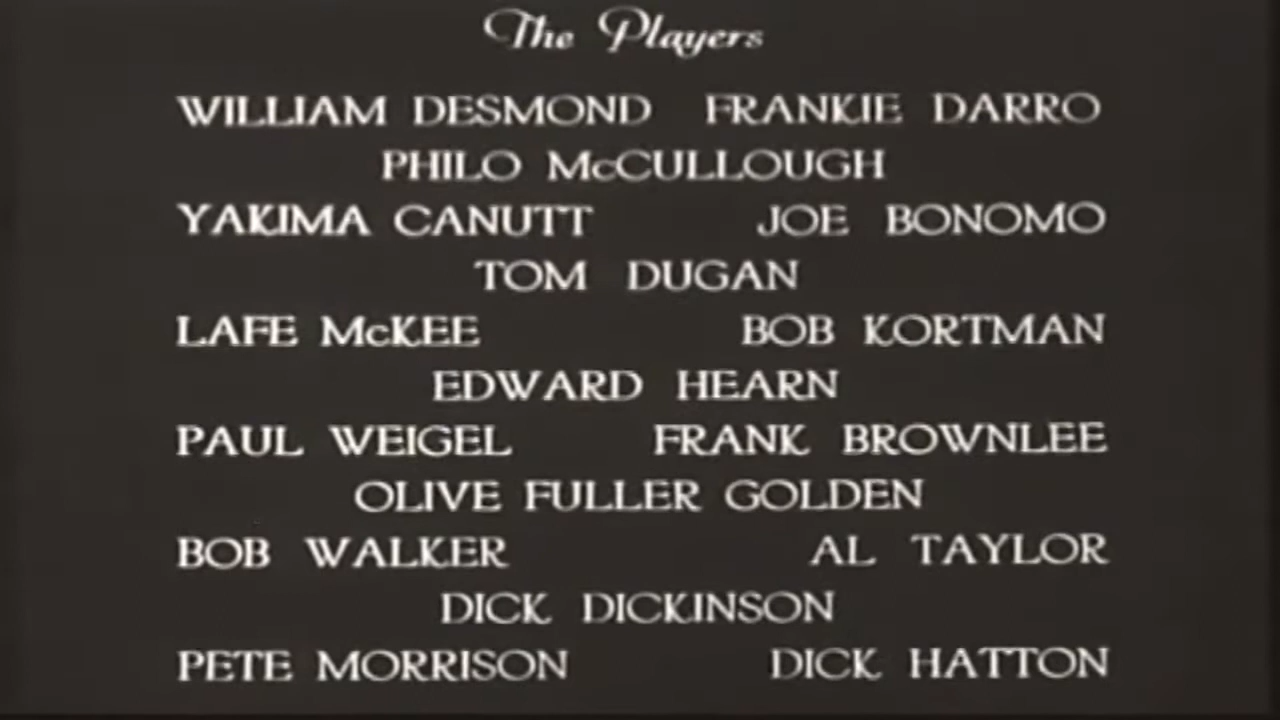 The Players
WILLIAM DESMOND FRANKIE DARRO
PHILO McCULLOUGH
YAKIMA CANUTT JOE BONOMO
TOM DUGAN
LAFE McKEE BOB KORTMAN
EDWARD HEARN
PAUL WEIGEL FRANK BROWNLEE
OLIVE FULLER GOLDEN
BOB WALKER AL TAYLOR
DICK DICKINSON
PETE MORRISON DICK HATTON